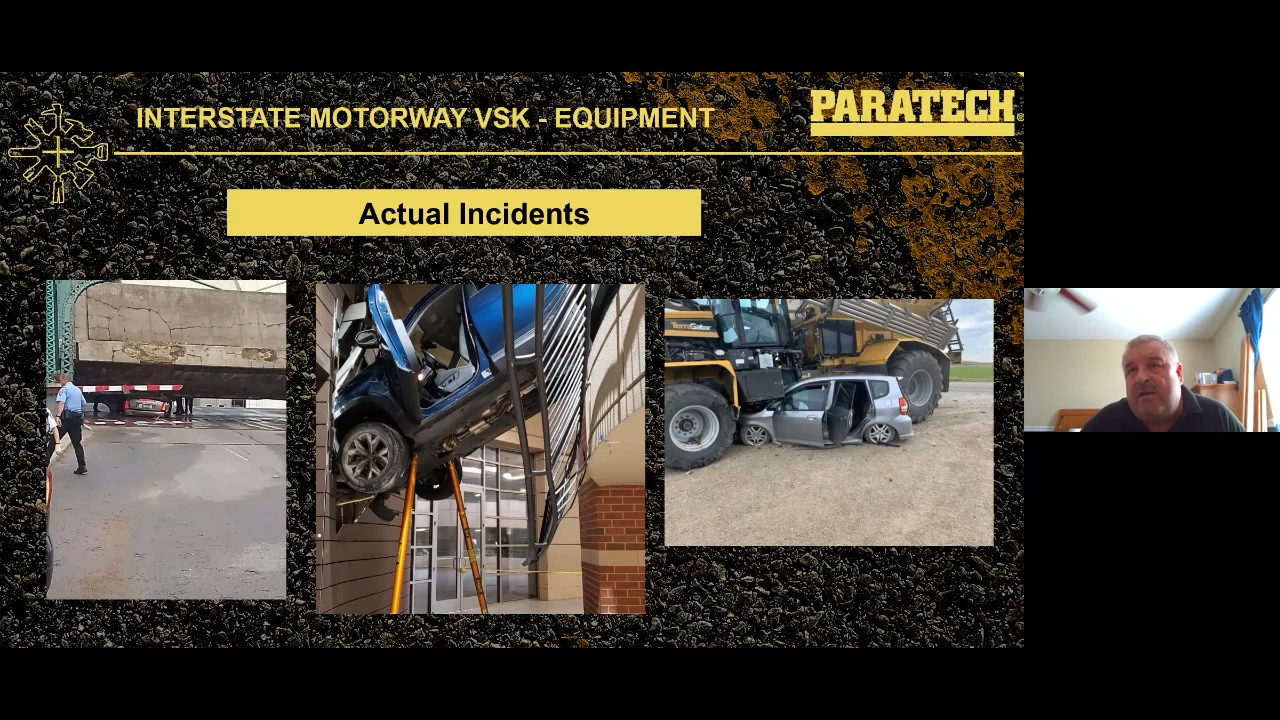 INTERSTATE MOTORWAY VSK - EQUIPMENT
PARATECH®
Actual Incidents
TerraGator